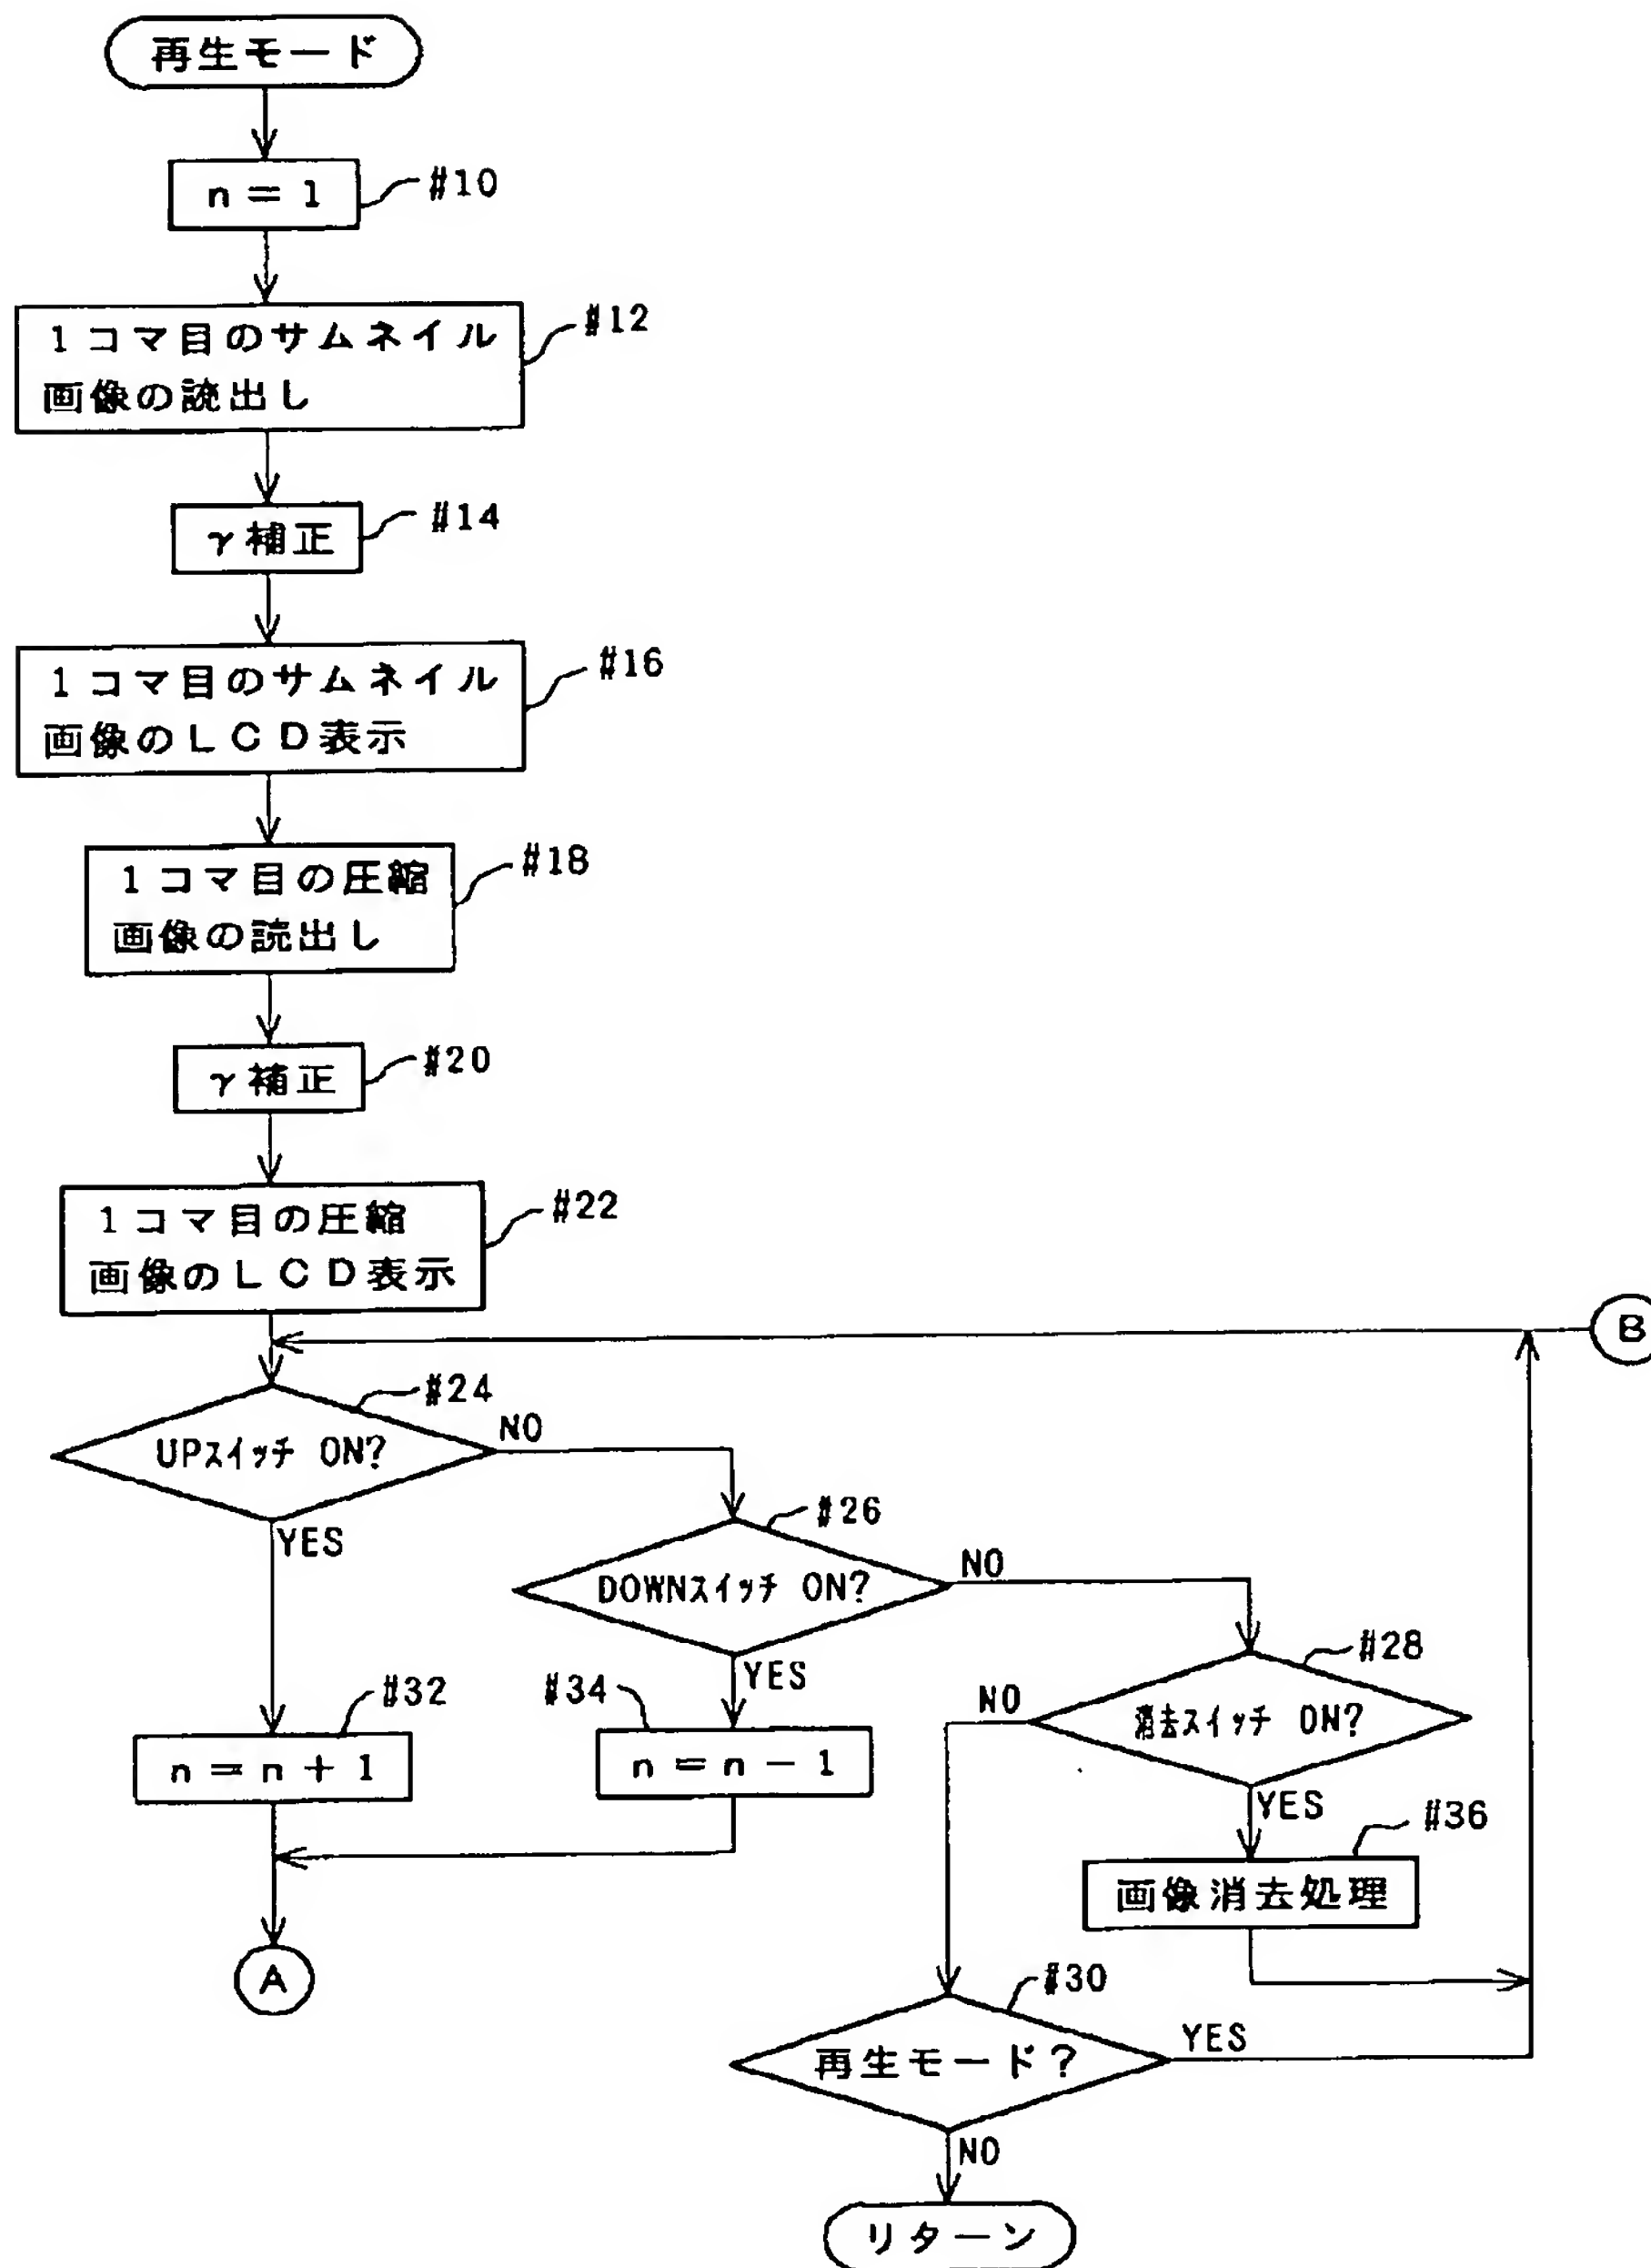 再生モード
n = 1
#10
1コマ目のサムネイル
画像の読出し
#12
γ補正
#14
1コマ目のサムネイル
画像のLCD表示
#16
1コマ目の圧縮
画像の読出し
#18
γ補正
#20
1コマ目の圧縮
画像のLCD表示
#22
B
#24
UPスイッチ ON?
NO
YES
#26
DOWNスイッチ ON?
NO
YES
#28
消去スイッチ ON?
NO
YES
#32
n = n + 1
#34
n = n - 1
#36
画像消去処理
A
#30
再生モード?
YES
NO
リターン